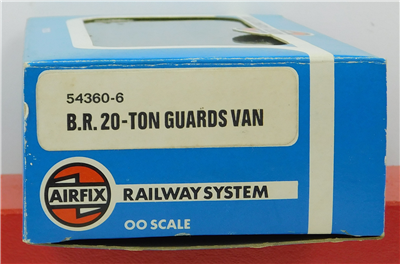 54360-6
B.R. 20-TON GUARDS VAN
AIRFIX
RAILWAY SYSTEM
OO SCALE